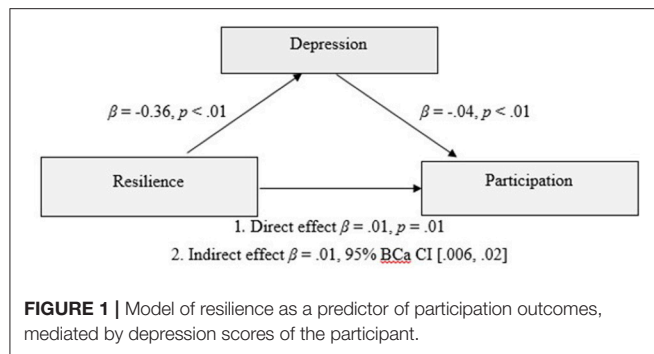 Depression
β = -0.36, p < .01
β = -.04, p < .01
Resilience
Participation
1. Direct effect β = .01, p = .01
2. Indirect effect β = .01, 95% BCa CI [.006, .02]
FIGURE 1 | Model of resilience as a predictor of participation outcomes,
mediated by depression scores of the participant.